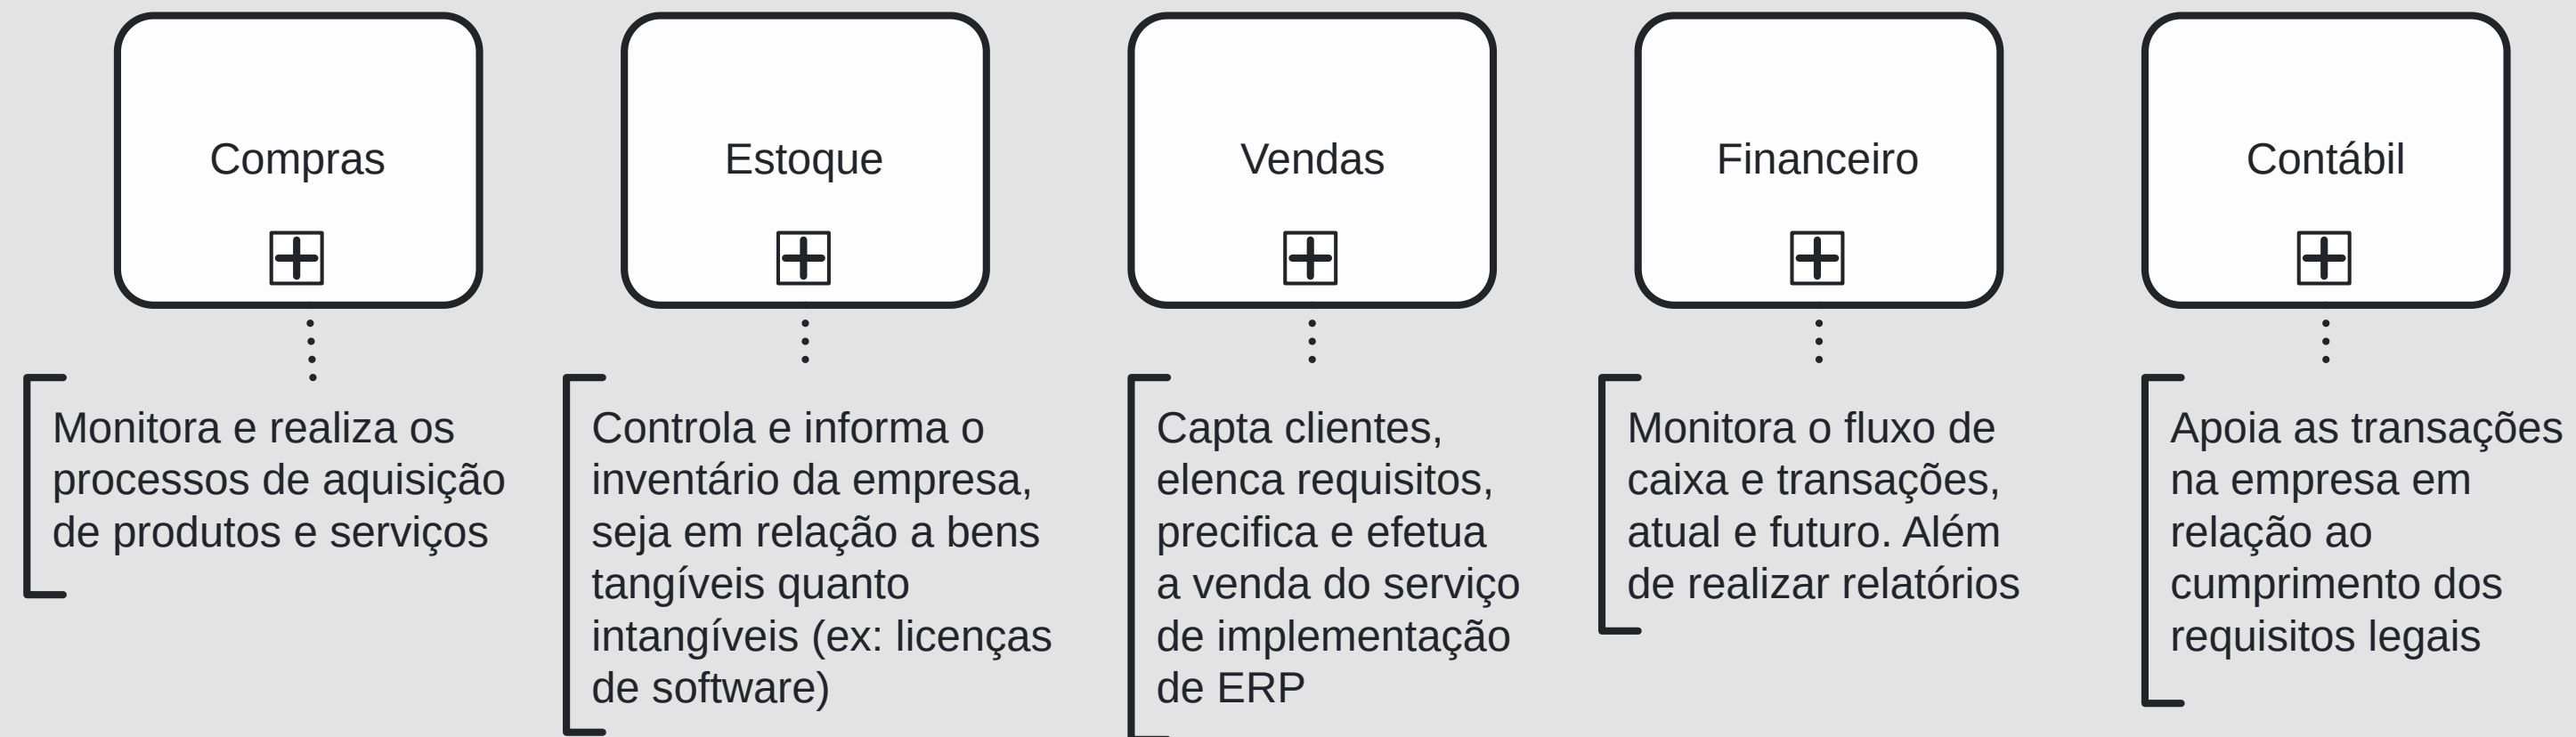 Compras
Estoque
Vendas
Financeiro
Contábil
Monitora e realiza os
processos de aquisição
de produtos e serviços
Controla e informa o
inventário da empresa,
seja em relação a bens
tangíveis quanto
intangíveis (ex: licenças
de software)
Capta clientes,
elenca requisitos,
precifica e efetua
a venda do serviço
de implementação
de ERP
Monitora o fluxo de
caixa e transações,
atual e futuro. Além
de realizar relatórios
Apoia as transações
na empresa em
relação ao
cumprimento dos
requisitos legais